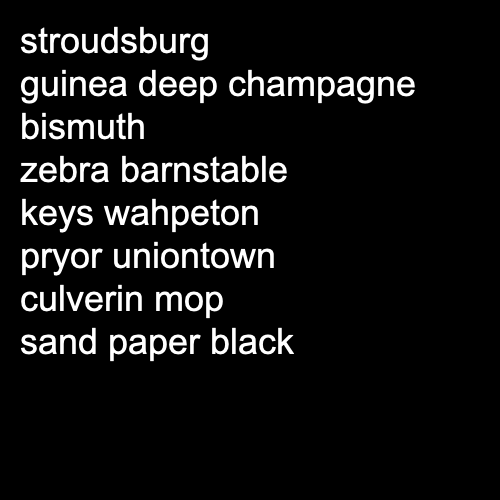 stroudsburg
guinea deep champagne
bismuth
zebra barnstable
keys wahpeton
pryor uniontown
culverin mop
sand paper black